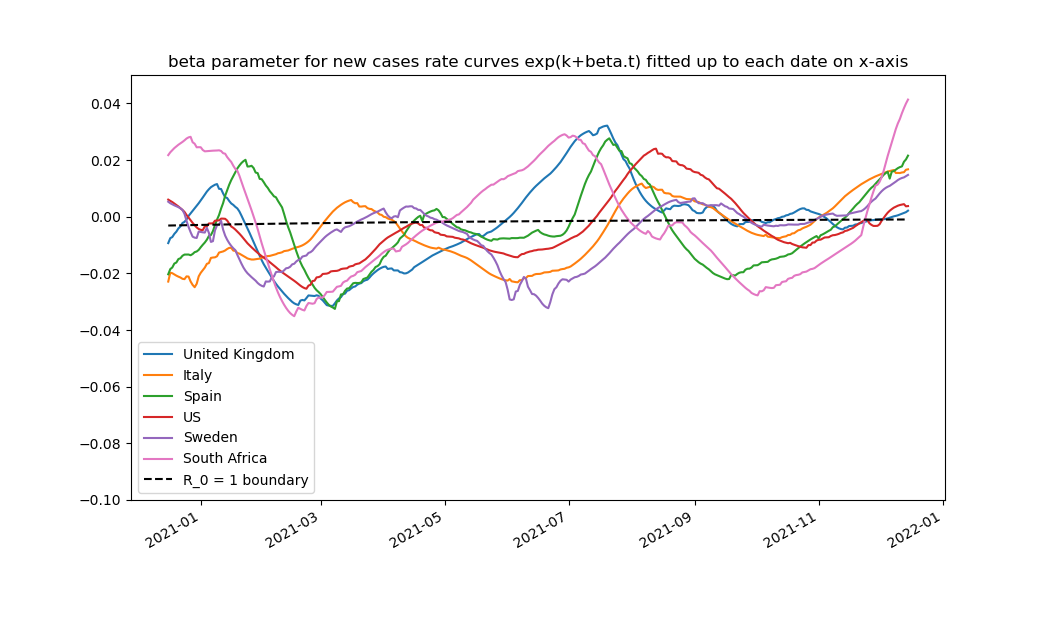 beta parameter for new cases rate curves exp(k+beta.t) fitted up to each date on x-axis
0.04
0.02
0.00
−0.02
−0.04
−0.06
−0.08
−0.10
United Kingdom
Italy
Spain
US
Sweden
South Africa
R_0 = 1 boundary
2021-01
2021-03
2021-05
2021-07
2021-09
2021-11
2022-01